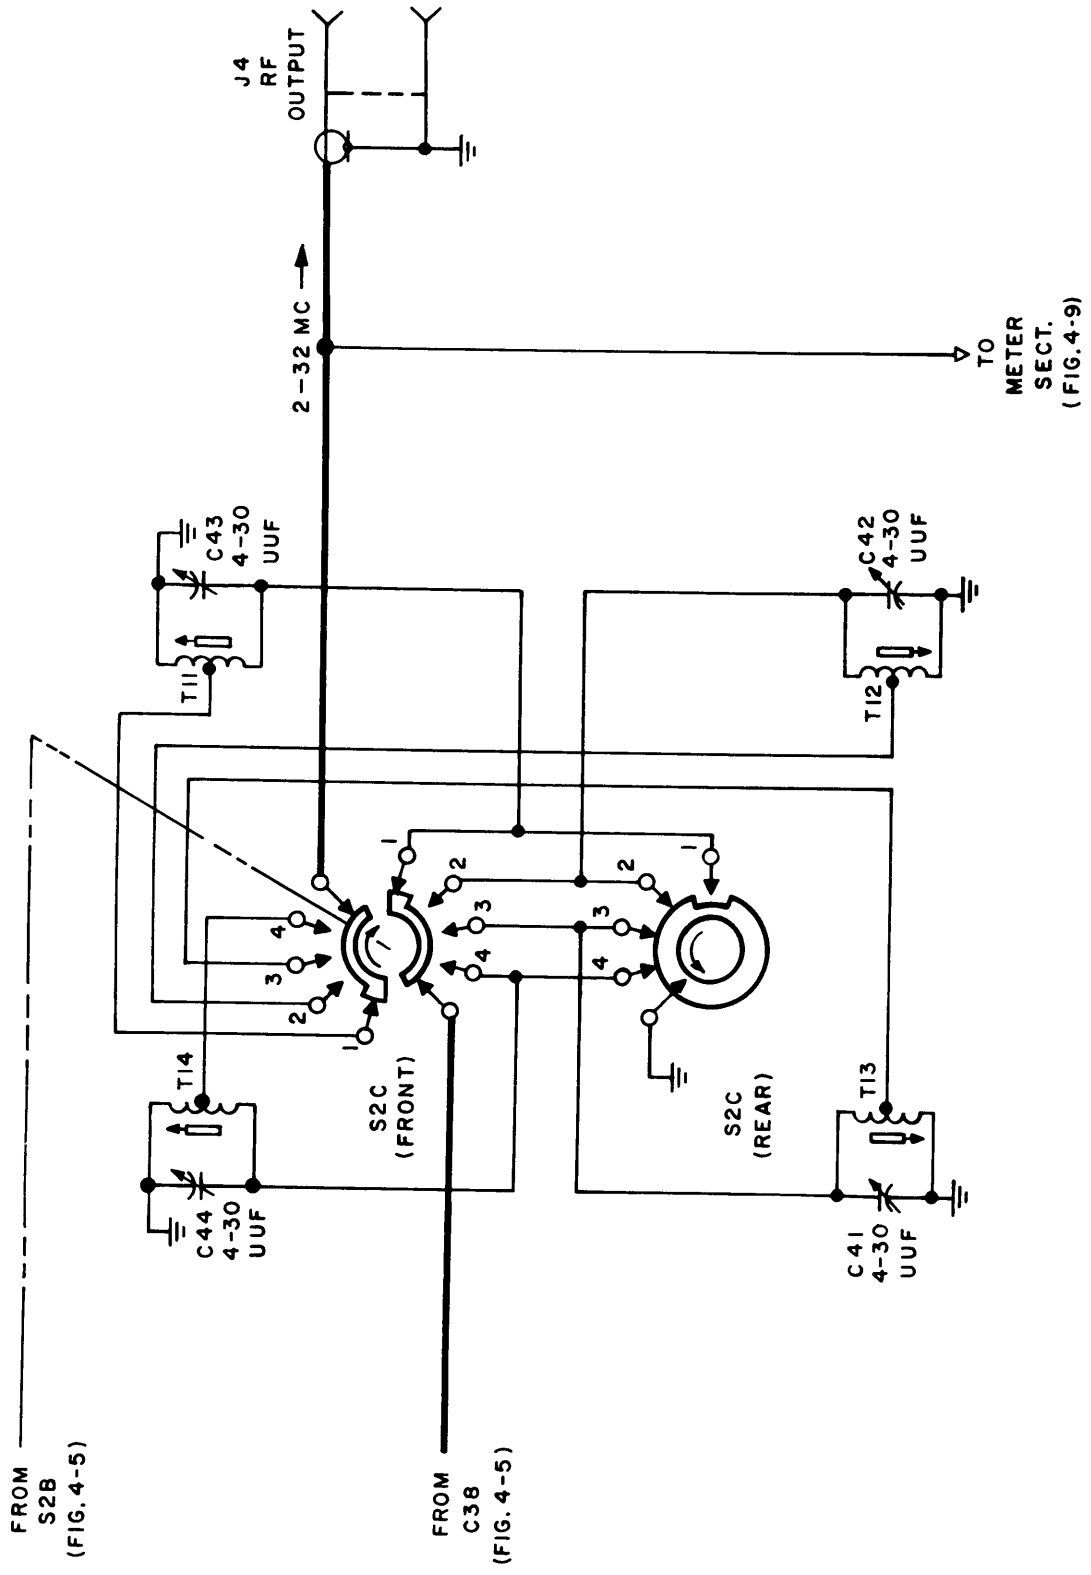 FROM
S2B
(FIG. 4-5)
FROM
C38
(FIG. 4-5)
C44
4-30
UUF
T14
S2C
(FRONT)
1
2
3
4
1
2
3
4
T11
C43
4-30
UUF
2-32 MC
J4
RF
OUTPUT
S2C
(REAR)
1
2
3
4
C41
4-30
UUF
T13
T12
C42
4-30
UUF
TO
METER
SECT.
(FIG. 4-9)